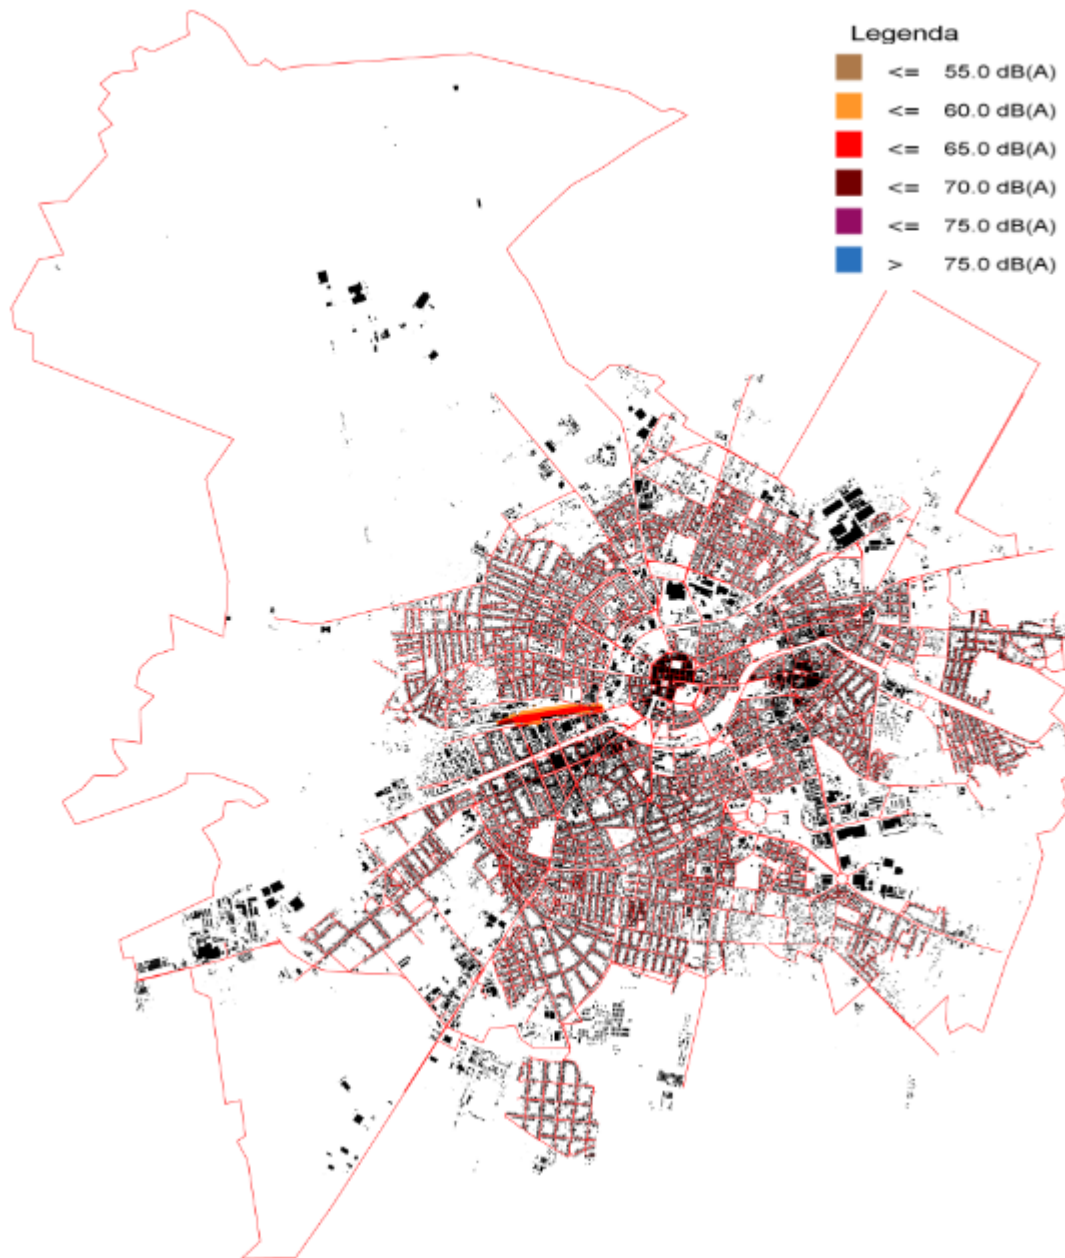 Legenda
<= 55.0 dB(A)
<= 60.0 dB(A)
<= 65.0 dB(A)
<= 70.0 dB(A)
<= 75.0 dB(A)
> 75.0 dB(A)